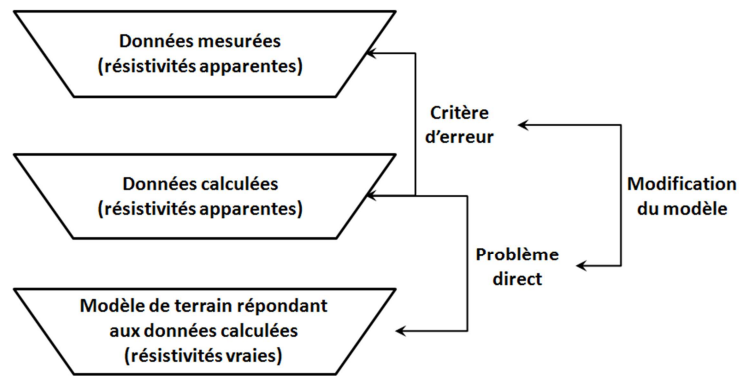 Données mesurées
(résistivités apparentes)
Critère
d'erreur
Données calculées
(résistivités apparentes)
Modification
du modèle
Problème
direct
Modèle de terrain répondant
aux données calculées
(résistivités vraies)